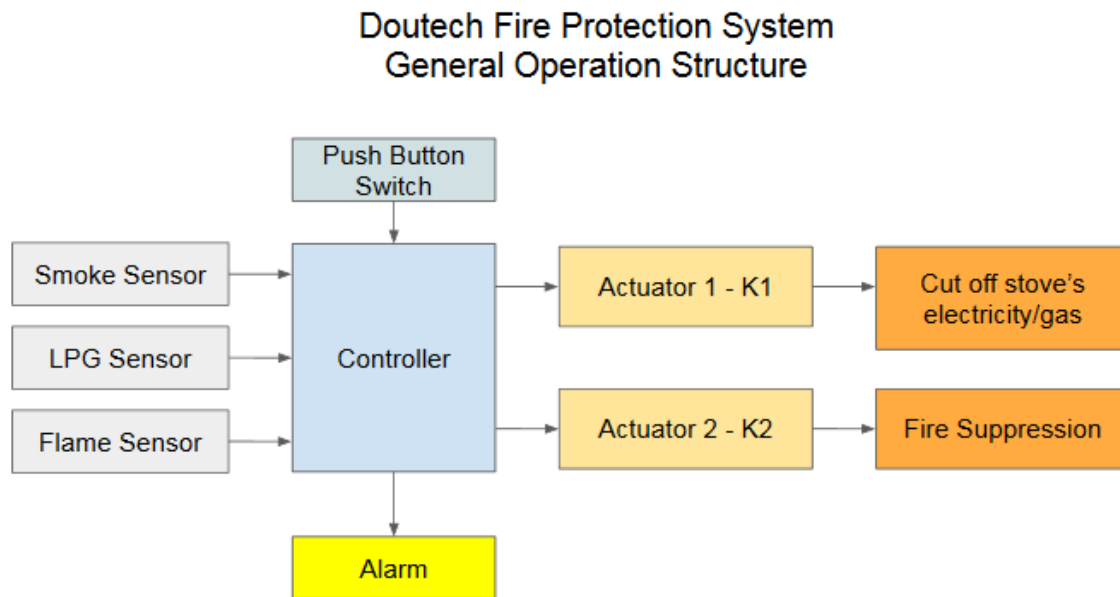 Doutech Fire Protection System
General Operation Structure
Push Button
Switch
Smoke Sensor
LPG Sensor
Flame Sensor
Controller
Actuator 1 - K1
Cut off stove’s
electricity/gas
Actuator 2 - K2
Fire Suppression
Alarm